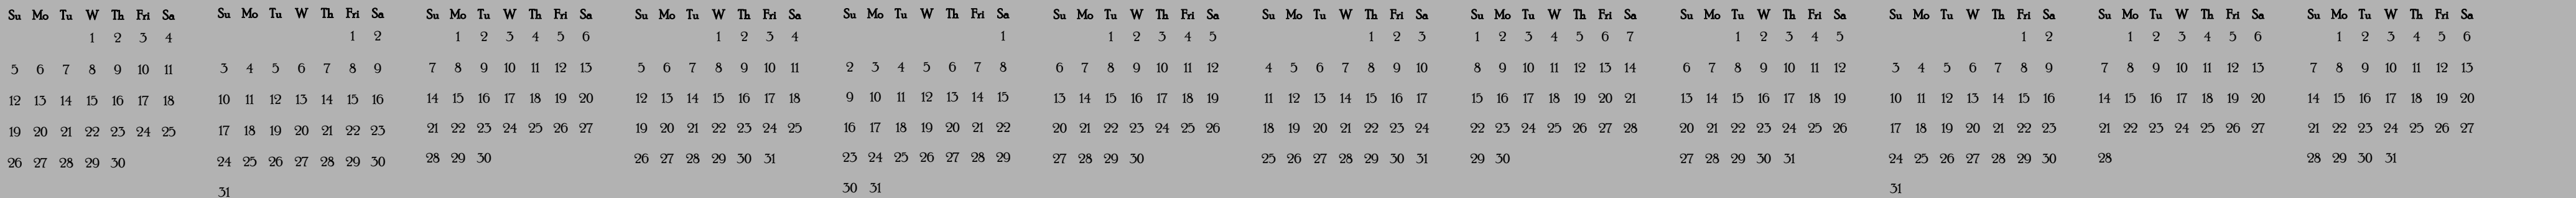 Su Mo Tu W Th Fri Sa
1 2 3 4
5 6 7 8 9 10 11
12 13 14 15 16 17 18
19 20 21 22 23 24 25
26 27 28 29 30
Su Mo Tu W Th Fri Sa
1 2
3 4 5 6 7 8 9
10 11 12 13 14 15 16
17 18 19 20 21 22 23
24 25 26 27 28 29 30
31
Su Mo Tu W Th Fri Sa
1 2 3 4 5 6
7 8 9 10 11 12 13
14 15 16 17 18 19 20
21 22 23 24 25 26 27
28 29 30
Su Mo Tu W Th Fri Sa
1 2 3 4
5 6 7 8 9 10 11
12 13 14 15 16 17 18
19 20 21 22 23 24 25
26 27 28 29 30 31
Su Mo Tu W Th Fri Sa
1
2 3 4 5 6 7 8
9 10 11 12 13 14 15
16 17 18 19 20 21 22
23 24 25 26 27 28 29
30 31
Su Mo Tu W Th Fri Sa
1 2 3 4 5
6 7 8 9 10 11 12
13 14 15 16 17 18 19
20 21 22 23 24 25 26
27 28 29 30
Su Mo Tu W Th Fri Sa
1 2 3
4 5 6 7 8 9 10
11 12 13 14 15 16 17
18 19 20 21 22 23 24
25 26 27 28 29 30 31
Su Mo Tu W Th Fri Sa
1 2 3 4 5 6 7
8 9 10 11 12 13 14
15 16 17 18 19 20 21
22 23 24 25 26 27 28
29 30
Su Mo Tu W Th Fri Sa
1 2 3 4 5
6 7 8 9 10 11 12
13 14 15 16 17 18 19
20 21 22 23 24 25 26
27 28 29 30 31
Su Mo Tu W Th Fri Sa
1 2
3 4 5 6 7 8 9
10 11 12 13 14 15 16
17 18 19 20 21 22 23
24 25 26 27 28 29 30
31
Su Mo Tu W Th Fri Sa
1 2 3 4 5 6
7 8 9 10 11 12 13
14 15 16 17 18 19 20
21 22 23 24 25 26 27
28
Su Mo Tu W Th Fri Sa
1 2 3 4 5 6
7 8 9 10 11 12 13
14 15 16 17 18 19 20
21 22 23 24 25 26 27
28 29 30 31